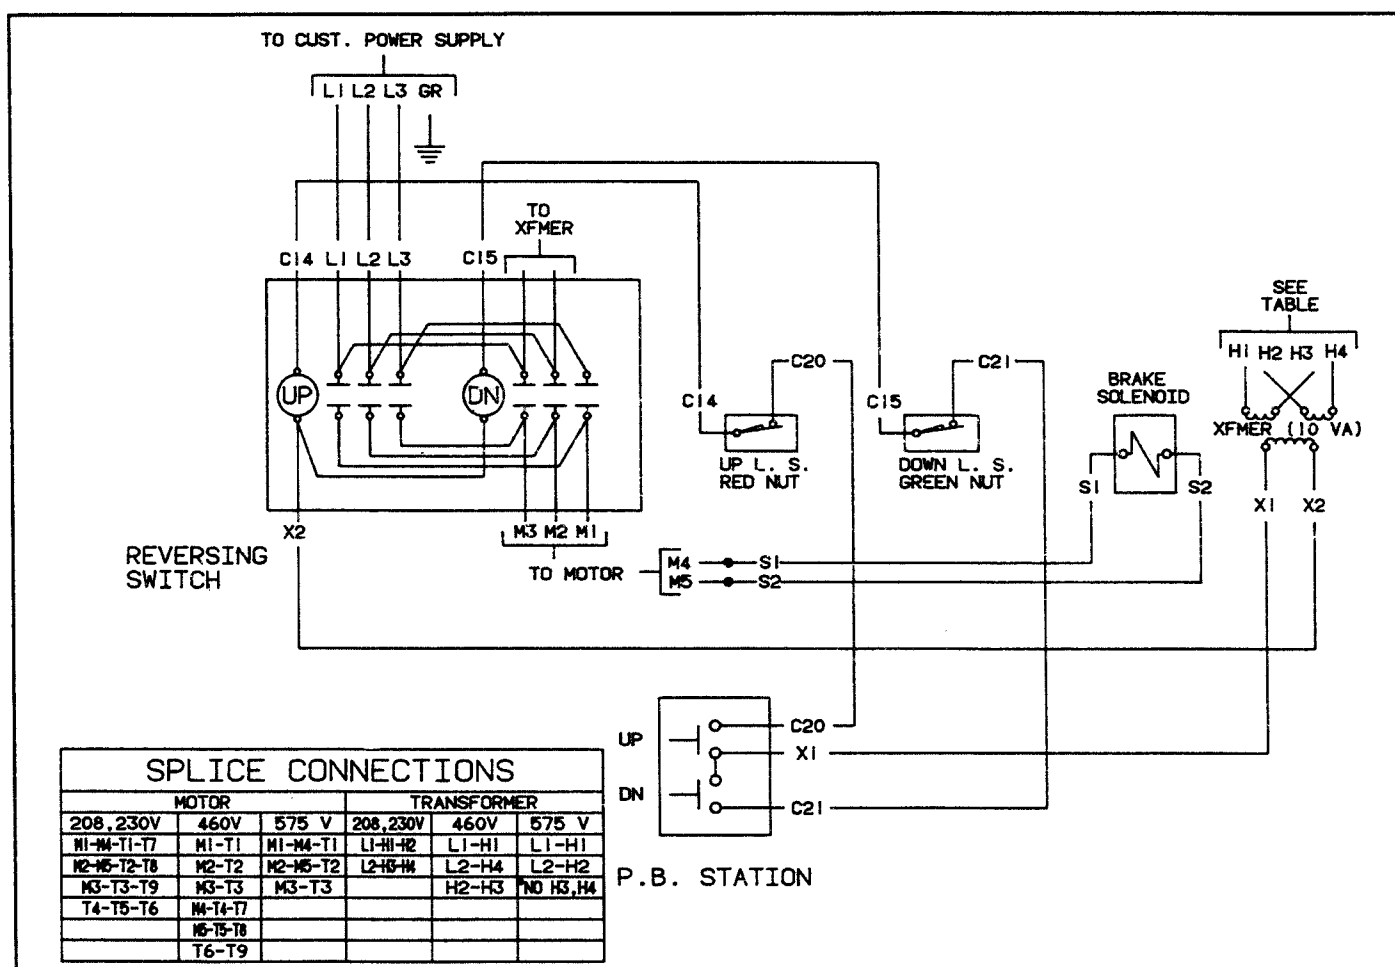 TO CUST. POWER SUPPLY
L1 L2 L3 GR
TO
XFMER
C14 L1 L2 L3 C15
SEE
TABLE
H1 H2 H3 H4
C20
C21
BRAKE
SOLENOID
UP
DN
C14
C15
XFMER (10 VA)
UP L. S.
RED NUT
DOWN L. S.
GREEN NUT
S1
S2
X1
X2
X2
M3 M2 M1
REVERSING
SWITCH
TO MOTOR
M4
S1
M5
S2
UP
C20
X1
DN
C21
P.B. STATION
SPLICE CONNECTIONS
MOTOR TRANSFORMER
208,230V 460V 575 V 208,230V 460V 575 V
M1-M4-T1-T7 M1-T1 M1-M4-T1 L1-H1-H2 L1-H1 L1-H1
M2-M5-T2-T8 M2-T2 M2-M5-T2 L2-H3-H4 L2-H4 L2-H2
M3-T3-T9 M3-T3 M3-T3 H2-H3 *NO H3,H4
T4-T5-T6 M4-T4-T7
M5-T5-T8
T6-T9